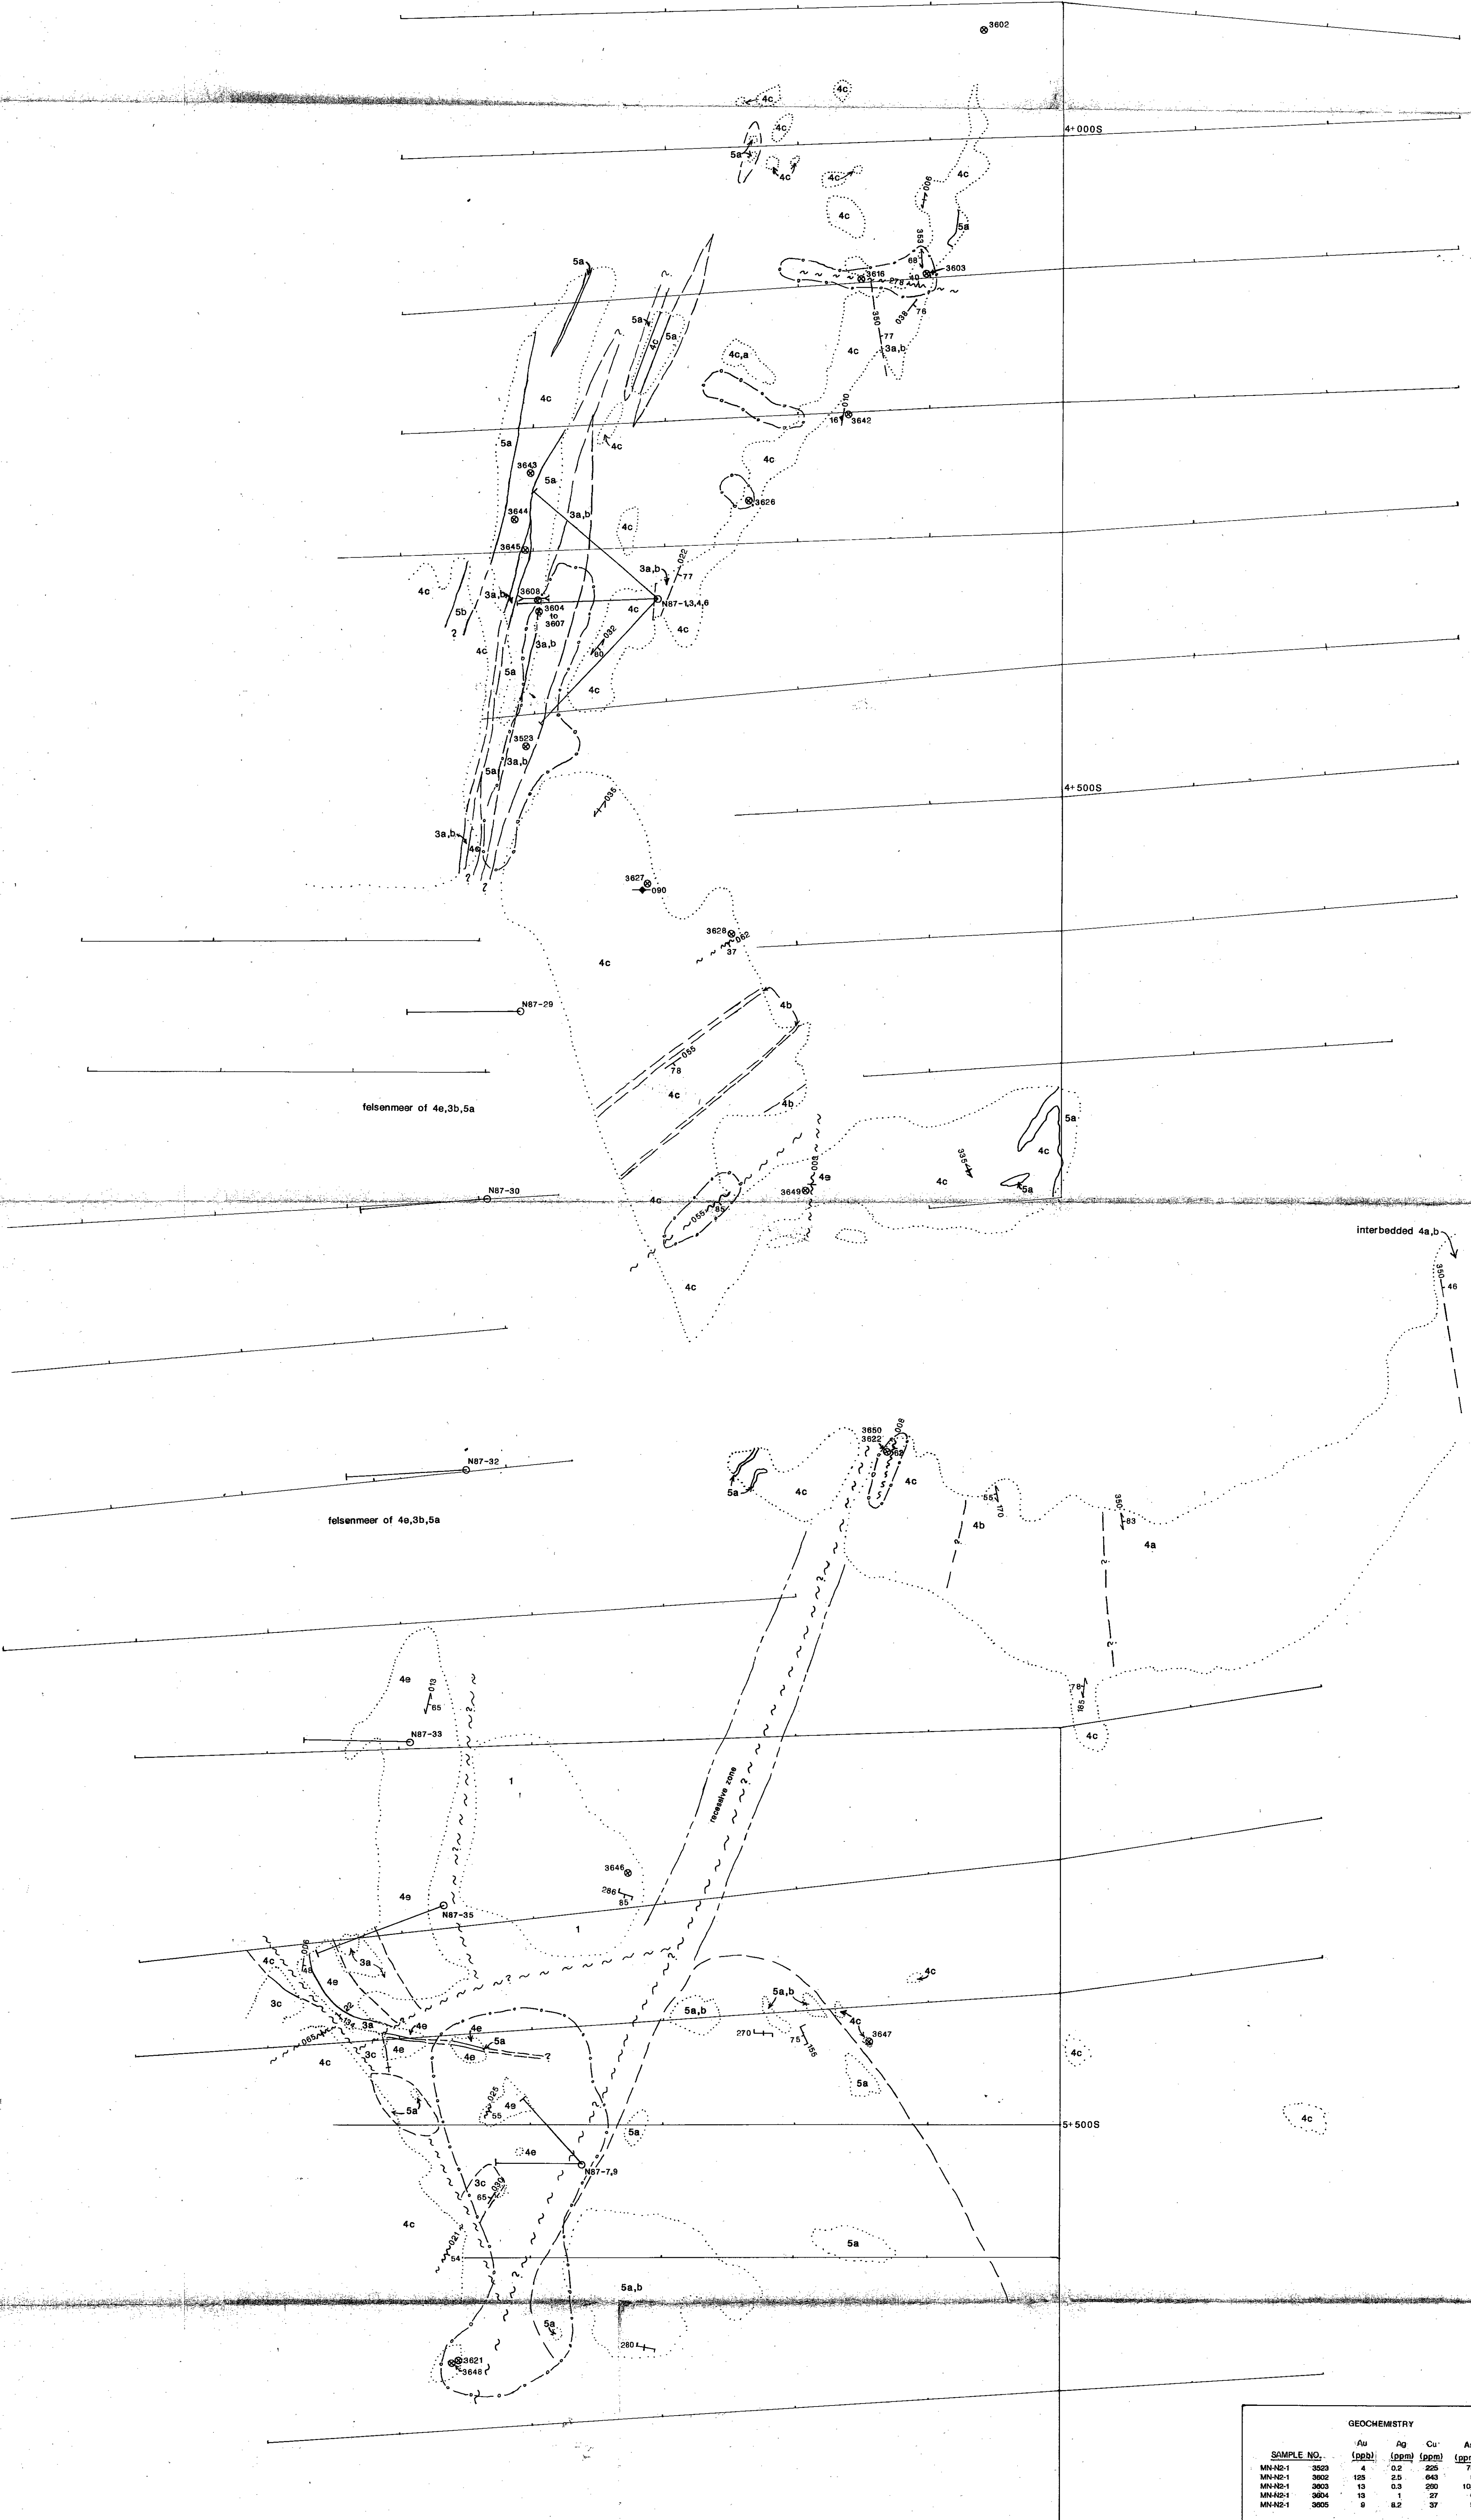 3602
4c
4c
4c
4+000S
5a
4c
4c
4c
006
4c
5a
353
68
5a
3616
40
3603
278
350
038
76
77
5a
5a
4c
4c,a
4c
3a,b
4c
010
16
3642
5a
4c
4c
3643
5a
3626
3644
3a,b
4c
3645
022
3a,b
77
4c
3a,b
3608
N87-1,3,4,6
5b
3604
to
3607
4c
4c
?
032
80
3a,b
4c
5a
4c
3523
3a,b
5a
035
4+500S
3a,b
4c
?
?
3627
090
3628
062
37
4c
N87-29
4b
055
78
4c
4b
felsenmeer of 4e,3b,5a
5a
003
4c
335
4e
4c
N87-30
4c
3649
5a
055
85
interbedded 4a,b
4c
350
46
3650
3622
008
62
N87-32
5a
4c
4c
55
170
350
83
felsenmeer of 4e,3b,5a
4b
4a
?
?
?
4e
013
65
78
185
N87-33
4c
1
recessive zone
3646
286
85
4e
N87-35
1
006
4c
48
3a
4e
4c
3c
5a,b
5a,b
3a
4e
4e
4c
065
5a
270
75
156
3647
3c
4e
4e
?
4c
4c
5a
5a
025
55
4e
4c
5a
5+500S
4e
N87-7,9
3c
65
4c
021
54
5a
5a,b
5a
280
3621
3648
GEOCHEMISTRY
Au Ag Cu
SAMPLE NO. (ppb) (ppm) (ppm)
MN-N2-1 3523 4 0.2 225
MN-N2-1 3602 125 2.5 643
MN-N2-1 3603 13 0.3 260
MN-N2-1 3604 13 1 27
MN-N2-1 3605 9 8.2 37